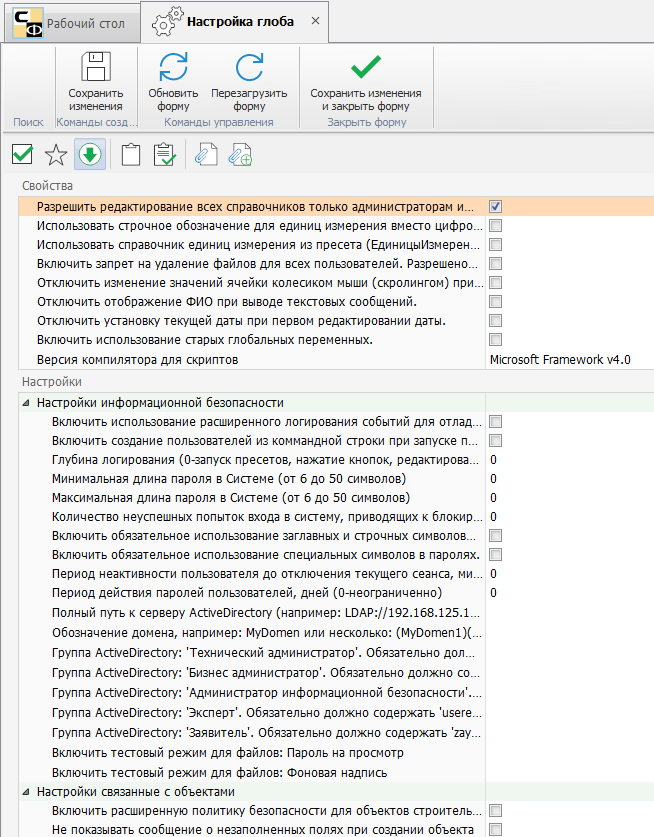 СФ
Рабочий стол
Настройка глоба
Сохранить изменения
Обновить форму
Перезагрузить форму
Сохранить изменения и закрыть форму
Поиск
Команды созд...
Команды управления
Закрыть форму
Свойства
Разрешить редактирование всех справочников только администраторам и...
Использовать строчное обозначение для единиц измерения вместо цифро...
Использовать справочник единиц измерения из пресета (ЕдиницыИзмерен...
Включить запрет на удаление файлов для всех пользователей. Разрешено...
Отключить изменение значений ячейки колесиком мыши (скролингом) при...
Отключить отображение ФИО при выводе текстовых сообщений.
Отключить установку текущей даты при первом редактировании даты.
Включить использование старых глобальных переменных.
Версия компилятора для скриптов Microsoft Framework v4.0
Настройки
Настройки информационной безопасности
Включить использование расширенного логирования событий для отлад...
Включить создание пользователей из коммандной строки при запуске п...
Глубина логирования (0-запуск пресетов, нажатие кнопок, редактирова... 0
Минимальная длина пароля в Системе (от 6 до 50 символов) 0
Максимальная длина пароля в Системе (от 6 до 50 символов) 0
Количество неуспешных попыток входа в систему, приводящих к блокир... 0
Включить обязательное использование заглавных и строчных символов...
Включить обязательное использование специальных символов в паролях.
Период неактивности пользователя до отключения текущего сеанса, ми... 0
Период действия паролей пользователей, дней (0-неограниченно) 0
Полный путь к серверу ActiveDirectory (например: LDAP://192.168.125.1...
Обозначение домена, например: MyDomen или несколько: (MyDomen1)(...
Группа ActiveDirectory: 'Технический администратор'. Обязательно дол...
Группа ActiveDirectory: 'Бизнес администратор'. Обязательно должно со...
Группа ActiveDirectory: 'Администратор информационной безопасности'....
Группа ActiveDirectory: 'Эксперт'. Обязательно должно содержать 'usere...
Группа ActiveDirectory: 'Заявитель'. Обязательно должно содержать 'zay...
Включить тестовый режим для файлов: Пароль на просмотр
Включить тестовый режим для файлов: Фоновая надпись
Настройки связанные с объектами
Включить расширенную политику безопасности для объектов строитель...
Не показывать сообщение о незаполненных полях при создании объекта